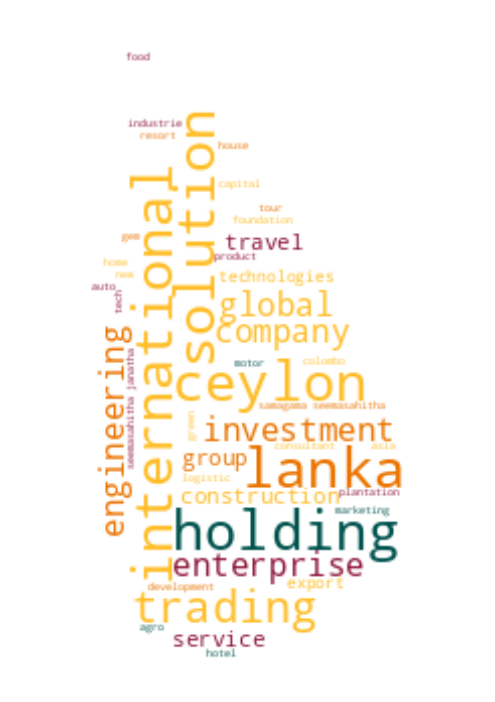 food
industrie
resort
solution
house
international
capital
tour
foundation
gem
travel
product
home
new
technologies
auto
tech
global
company
engineering
seemasahitha janatha
motor
colombo
ceylon
samagama seemasahitha
green
investment
consultant
asia
group
lanka
logistic
construction
plantation
holding
marketing
enterprise
development
export
trading
agro
service
hotel